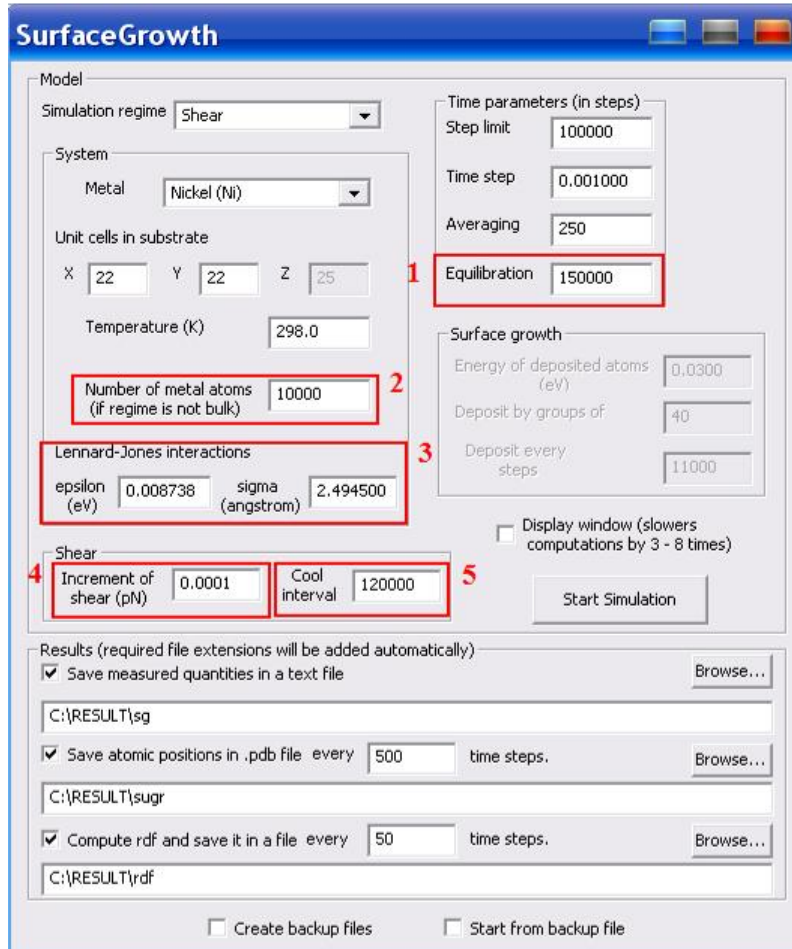 SurfaceGrowth
Model
Simulation regime Shear
System
Metal Nickel (Ni)
Unit cells in substrate
X 22 Y 22 Z 25
Temperature (K) 298.0
Number of metal atoms
(if regime is not bulk) 10000 2
Lennard-Jones interactions 3
epsilon
(eV) 0.008738 sigma
(angstrom) 2.494500
Shear
4 Increment of
shear (pN) 0.0001
Cool
interval 120000 5
Time parameters (in steps)
Step limit 100000
Time step 0.001000
Averaging 250
1 Equilibration 150000
Surface growth
Energy of deposited atoms
(eV) 0.0300
Deposit by groups of 40
Deposit every
steps 11000
Display window (slowers
computations by 3 - 8 times)
Start Simulation
Results (required file extensions will be added automatically)
Save measured quantities in a text file Browse...
C:\RESULT\sg
Save atomic positions in .pdb file every 500 time steps. Browse...
C:\RESULT\sugr
Compute rdf and save it in a file every 50 time steps. Browse...
C:\RESULT\rdf
Create backup files Start from backup file